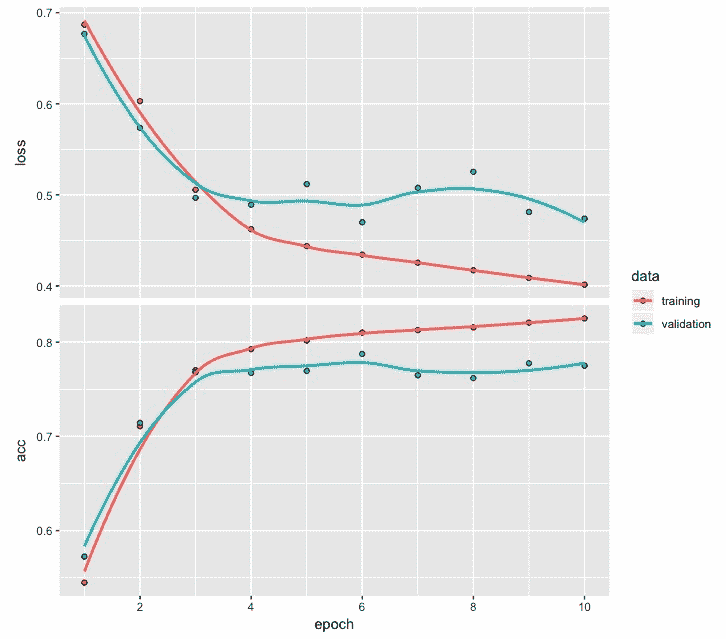 0.7
0.6
loss
0.5
0.4
data
training
validation
0.8
0.7
acc
0.6
2 4 6 8 10
epoch